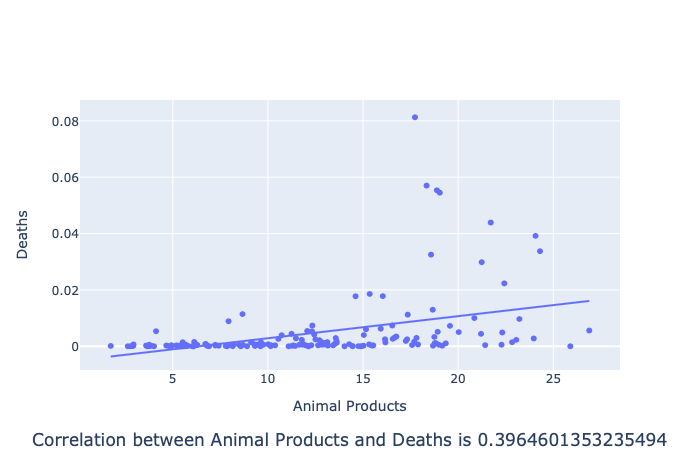 0.08
0.06
0.04
0.02
0
5 10 15 20 25
Deaths
Animal Products
Correlation between Animal Products and Deaths is 0.3964601353235494